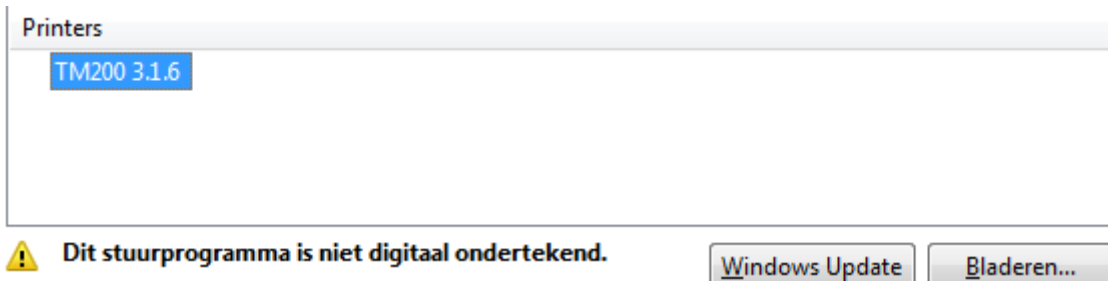 Printers
TM200 3.1.6
Dit stuurprogramma is niet digitaal ondertekend.
Windows Update
Bladeren...